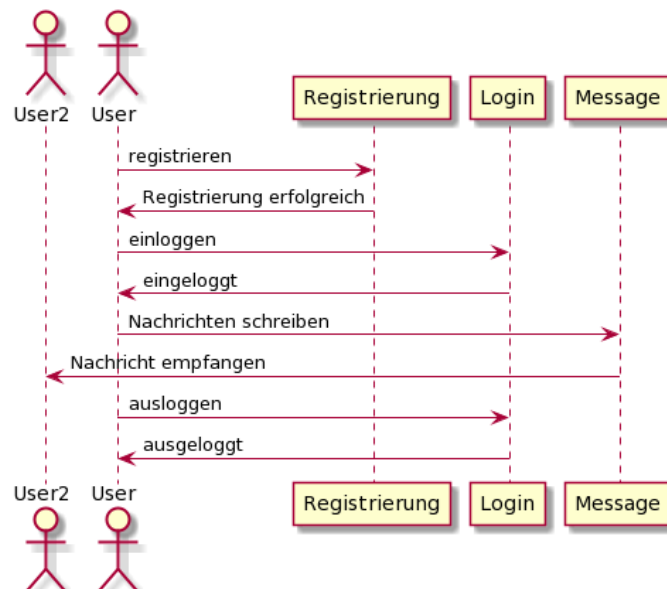 User2 User Registrierung Login Message
registrieren
Registrierung erfolgreich
einloggen
eingeloggt
Nachrichten schreiben
Nachricht empfangen
ausloggen
ausgeloggt
User2 User Registrierung Login Message